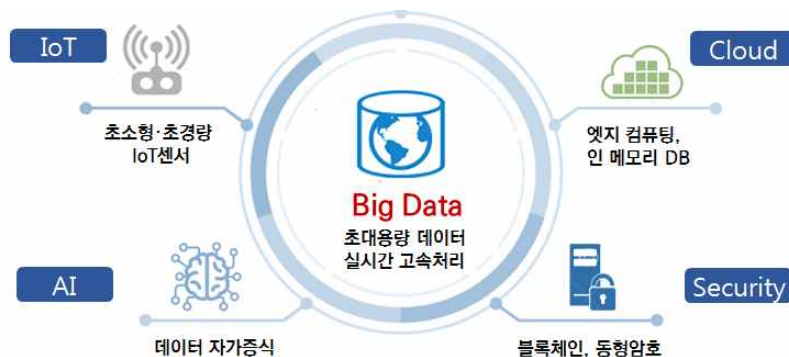 IoT
Cloud
초소형·초경량
IoT센서
엣지 컴퓨팅,
인 메모리 DB
Big Data
초대용량 데이터
실시간 고속처리
AI
Security
데이터 자가증식
블록체인, 동형암호